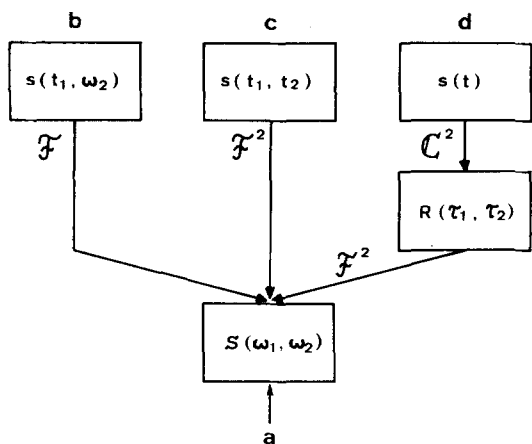 b c d
s(t₁, ω₂) s(t₁, t₂) s(t)
ℱ ℱ² ℂ²
R(τ₁, τ₂)
ℱ²
S(ω₁, ω₂)
a